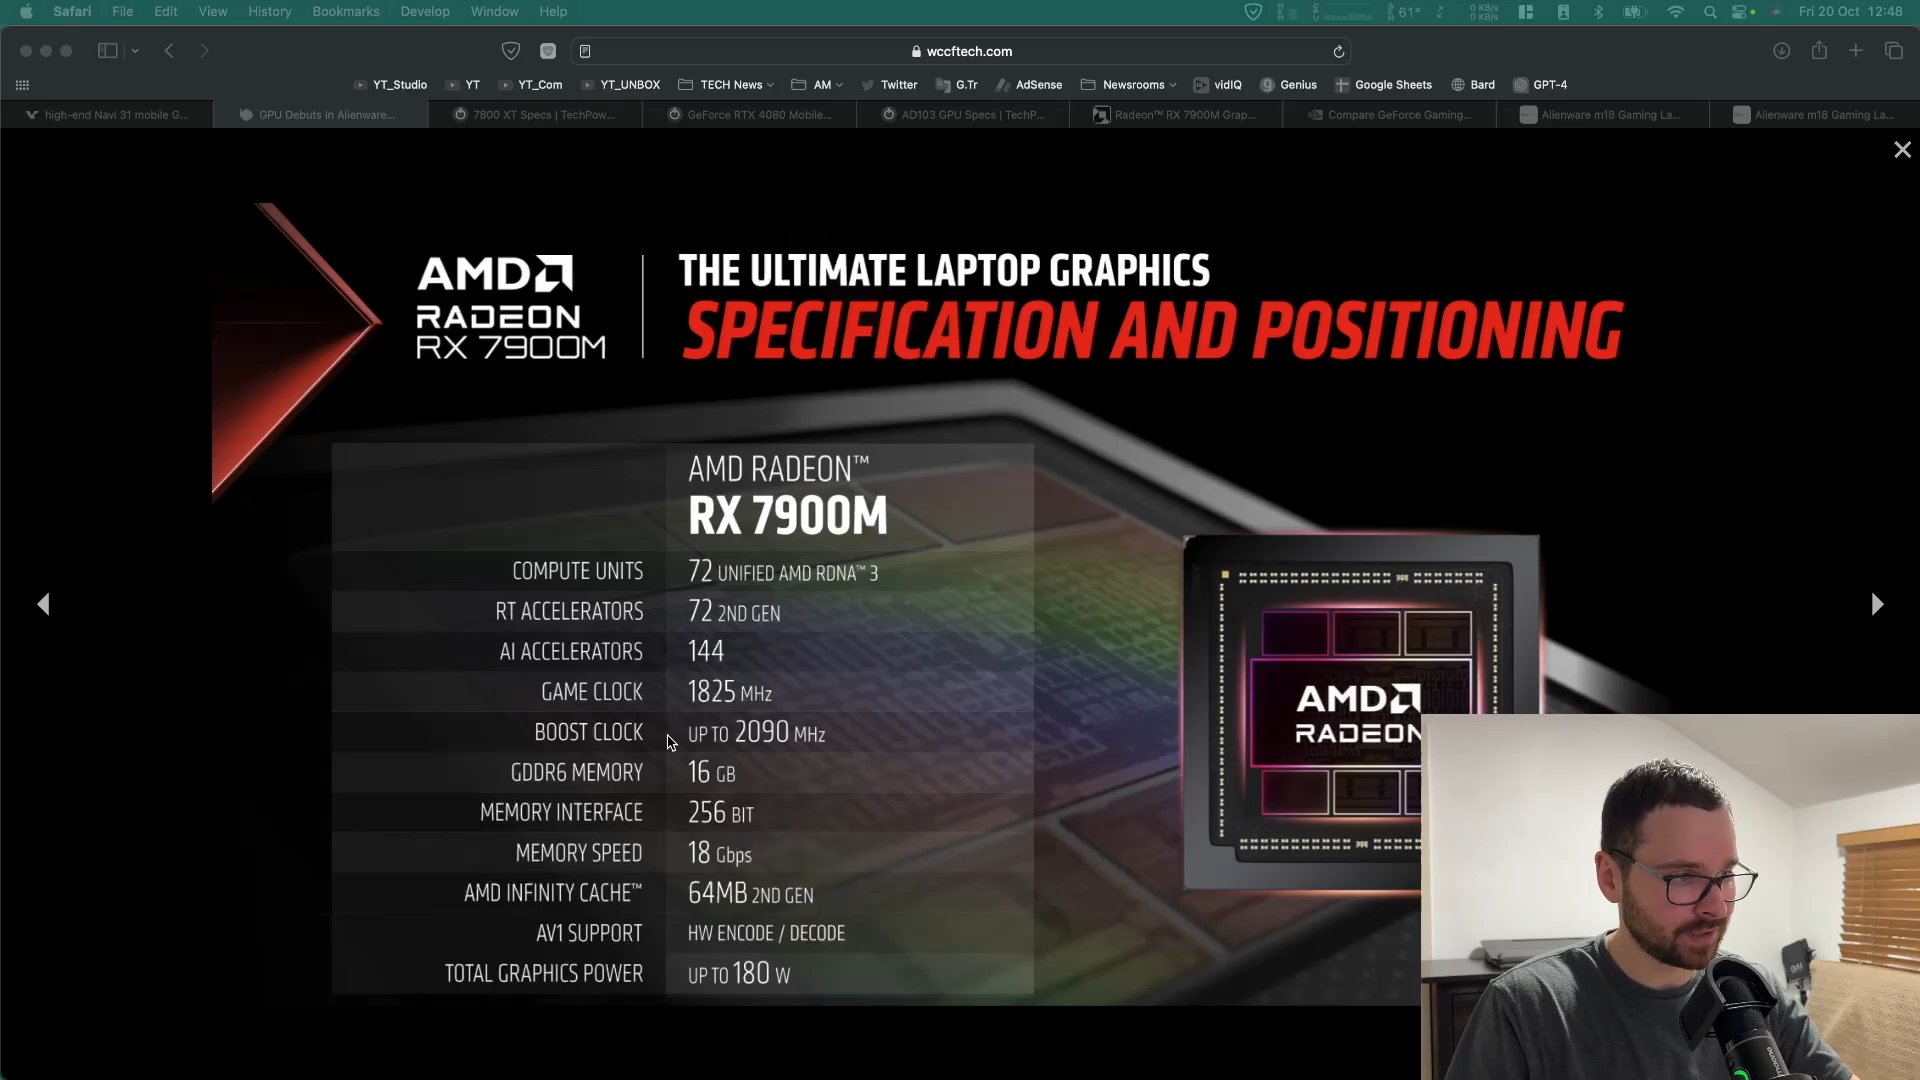 Safari File Edit View History Bookmarks Develop Window Help
61° 0 KB/s 0 KB/s Fri 20 Oct 12:48
wccftech.com
YT_Studio YT YT_Com YT_UNBOX TECH News AM Twitter G.Tr AdSense Newsrooms vidIQ Genius Google Sheets Bard GPT-4
high-end Navi 31 mobile G... GPU Debuts In Alienware... 7800 XT Specs | TechPow... GeForce RTX 4080 Mobile... AD103 GPU Specs | TechP... Radeon™ RX 7900M Grap... Compare GeForce Gaming... Alienware m18 Gaming La... Alienware m18 Gaming La...
AMD
RADEON
RX 7900M
THE ULTIMATE LAPTOP GRAPHICS
SPECIFICATION AND POSITIONING
AMD RADEON™
RX 7900M
COMPUTE UNITS 72 UNIFIED AMD RDNA™ 3
RT ACCELERATORS 72 2ND GEN
AI ACCELERATORS 144
GAME CLOCK 1825 MHz
BOOST CLOCK UP TO 2090 MHz
GDDR6 MEMORY 16 GB
MEMORY INTERFACE 256 BIT
MEMORY SPEED 18 Gbps
AMD INFINITY CACHE™ 64MB 2ND GEN
AV1 SUPPORT HW ENCODE / DECODE
TOTAL GRAPHICS POWER UP TO 180 W
AMD
RADEON